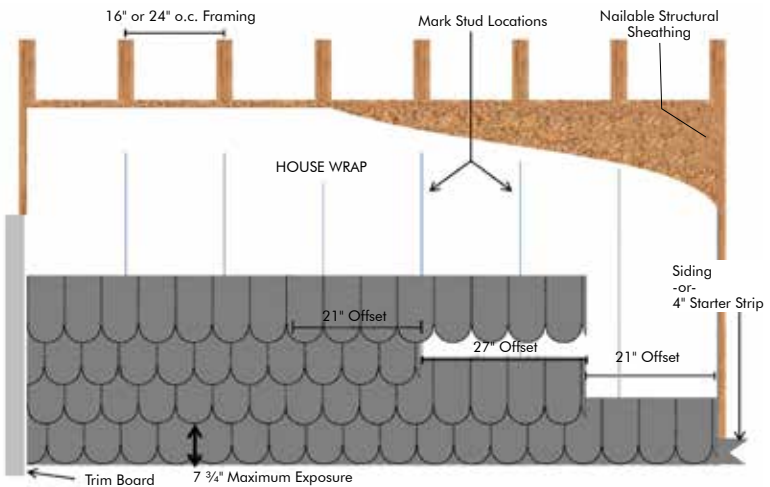 16" or 24" o.c. Framing
Mark Stud Locations
Nailable Structural
Sheathing
HOUSE WRAP
Siding
-or-
4" Starter Strip
21" Offset
27" Offset
21" Offset
Trim Board
7 ¾" Maximum Exposure